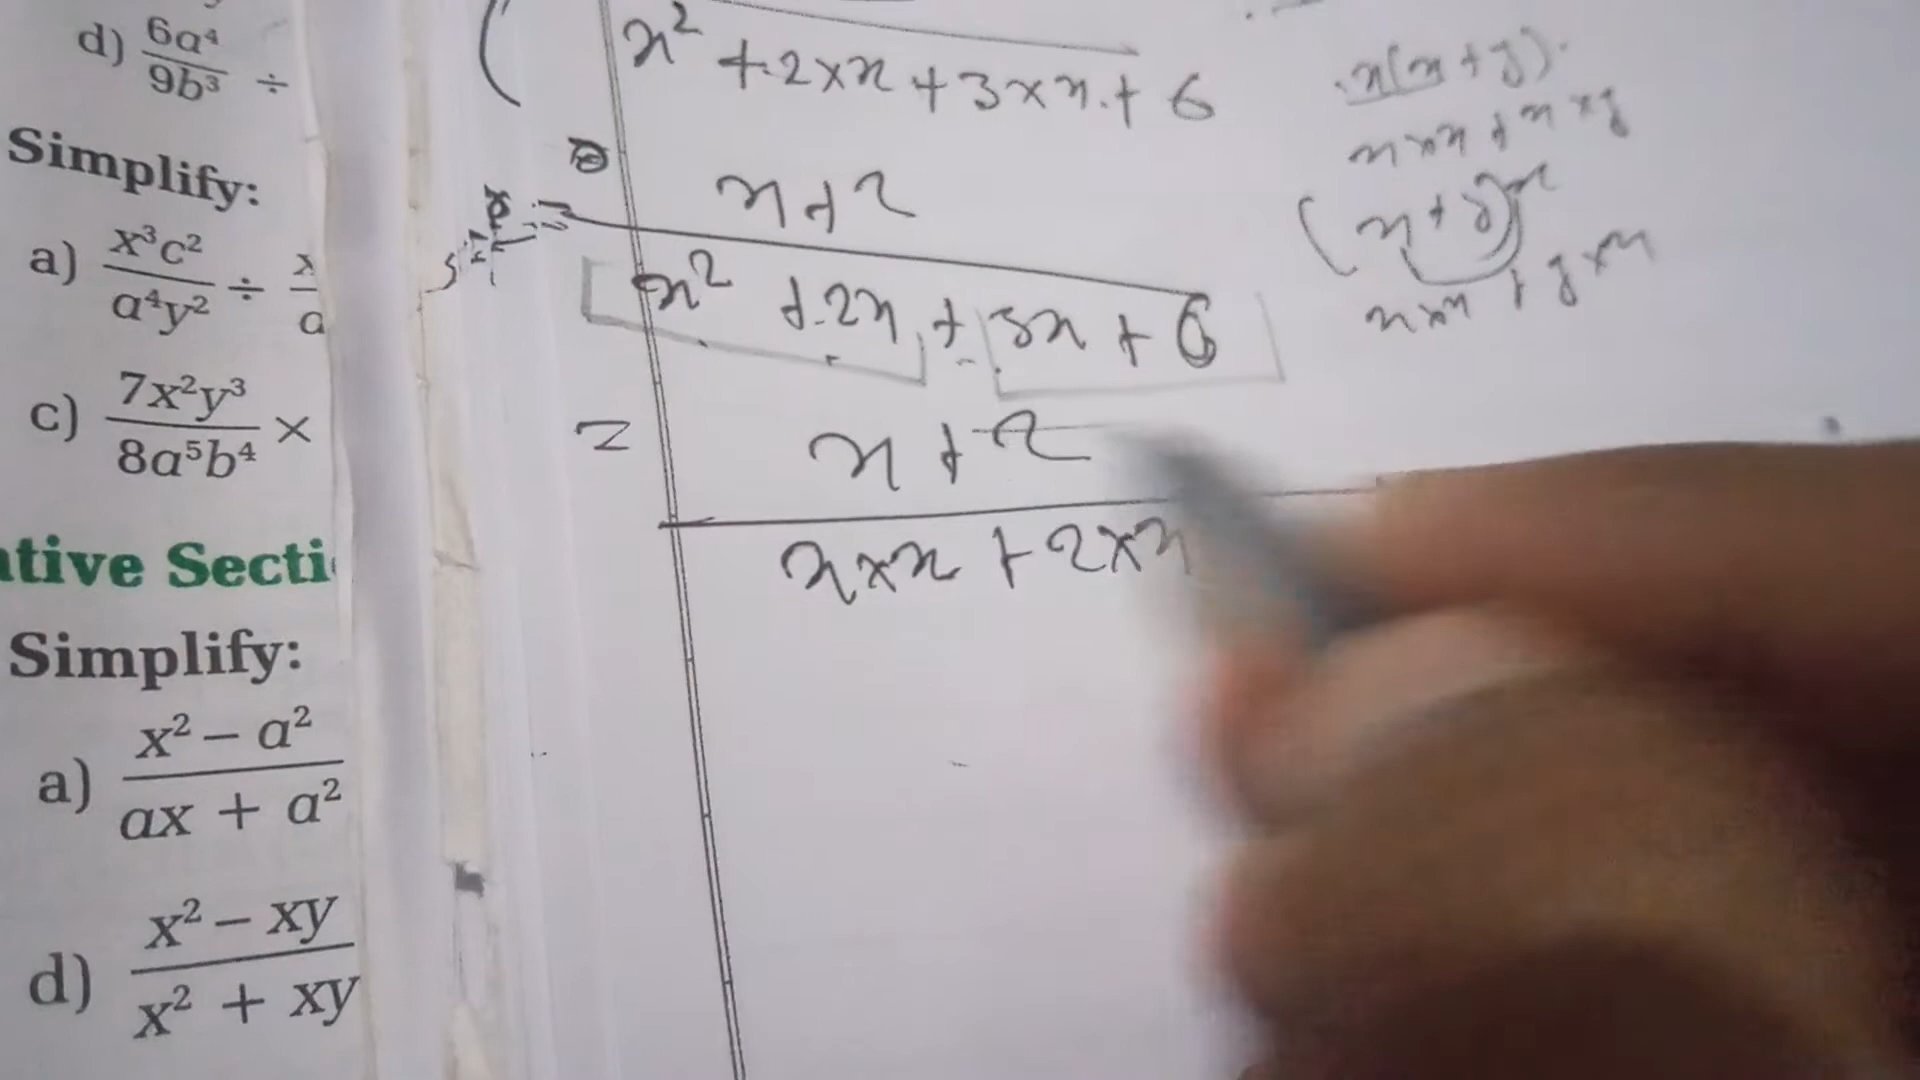 d) 6a⁴ / 9b³ ÷
Simplify:
a) x³c² / a⁴y² ÷
c) 7x²y³ / 8a⁵b⁴ ×
tive Secti
Simplify:
a) x² – a² / ax + a²
d) x² – xy / x² + xy
x² + 2×x + 3×x + 6
x + 2
x² + 2x + 3x + 6
= x + 2
x×x + 2×x
x(x + y)
x×x + x×y
(x + y)x
x×x + y×x